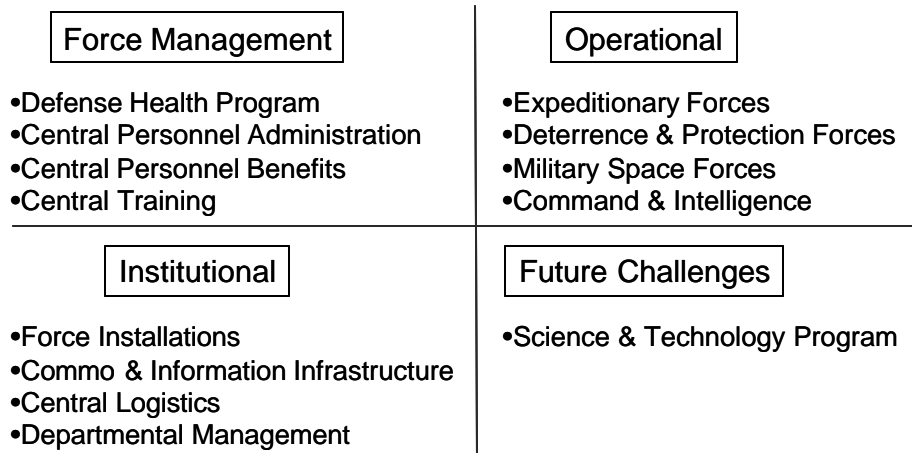 Force Management
•Defense Health Program
•Central Personnel Administration
•Central Personnel Benefits
•Central Training
Operational
•Expeditionary Forces
•Deterrence & Protection Forces
•Military Space Forces
•Command & Intelligence
Institutional
•Force Installations
•Commo & Information Infrastructure
•Central Logistics
•Departmental Management
Future Challenges
•Science & Technology Program